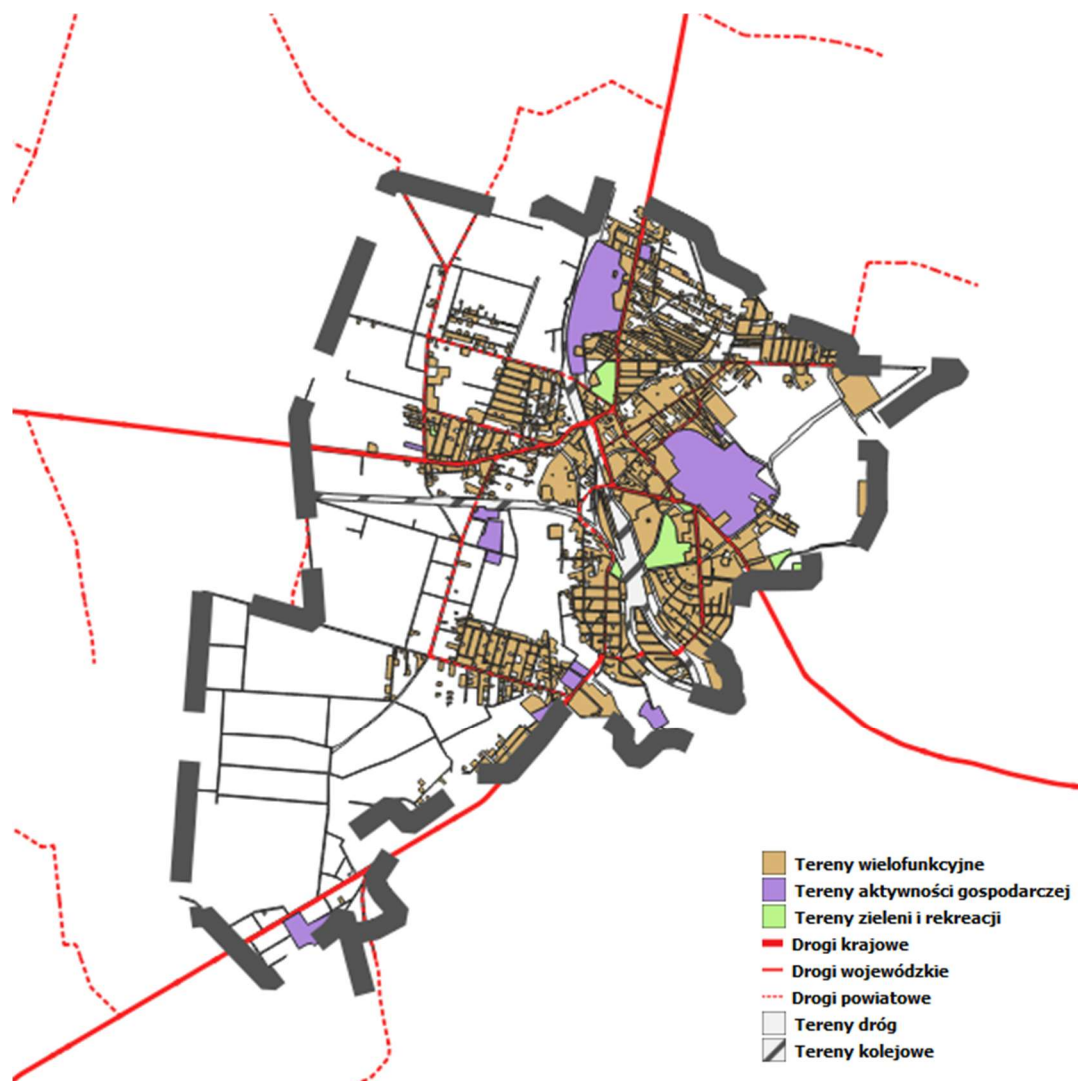 Tereny wielofunkcyjne
Tereny aktywności gospodarczej
Tereny zieleni i rekreacji
Drogi krajowe
Drogi wojewódzkie
Drogi powiatowe
Tereny dróg
Tereny kolejowe